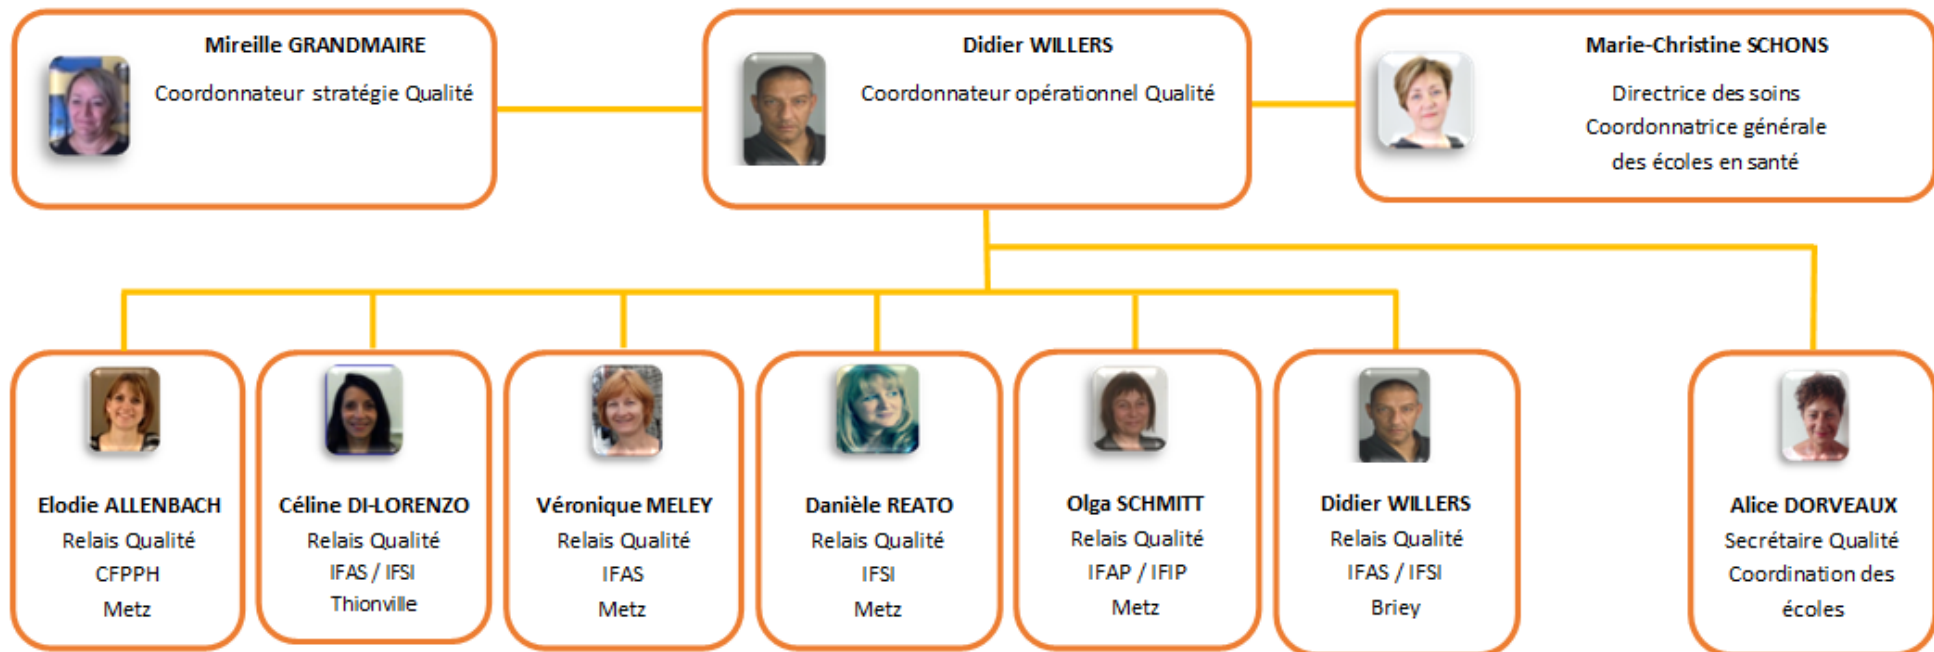 Mireille GRANDMAIRE
Coordonnateur stratégie Qualité
Didier WILLERS
Coordonnateur opérationnel Qualité
Marie-Christine SCHONS
Directrice des soins
Coordonnatrice générale
des écoles en santé
Elodie ALLENBACH
Relais Qualité
CFPPH
Metz
Céline DI-LORENZO
Relais Qualité
IFAS / IFSI
Thionville
Véronique MELEY
Relais Qualité
IFAS
Metz
Danièle REATO
Relais Qualité
IFSI
Metz
Olga SCHMITT
Relais Qualité
IFAP / IFIP
Metz
Didier WILLERS
Relais Qualité
IFAS / IFSI
Briey
Alice DORVEAUX
Secrétaire Qualité
Coordination des
écoles